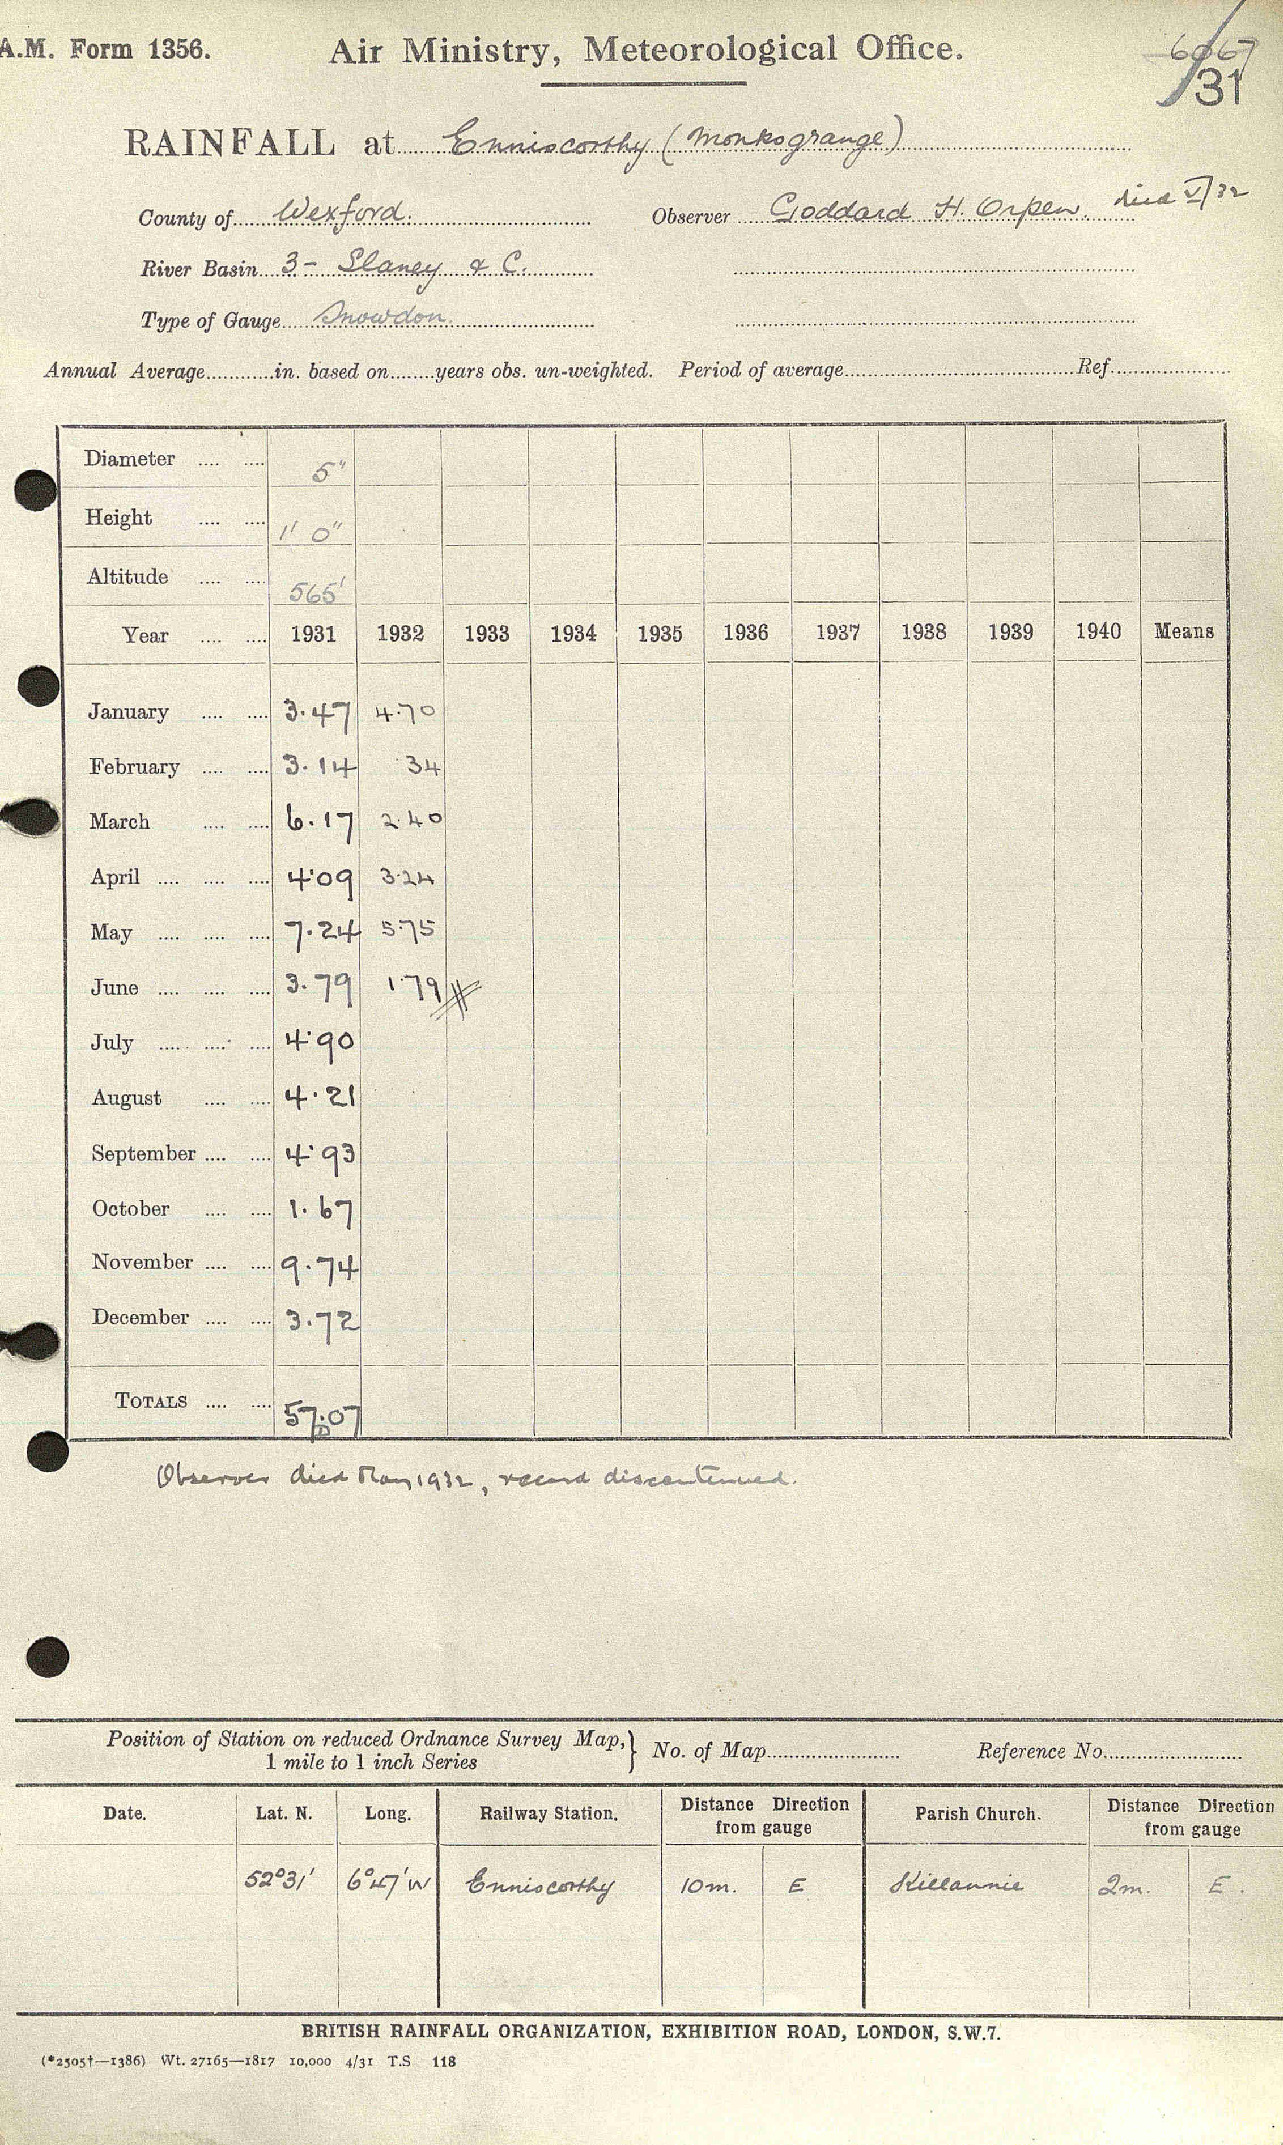 A.M. Form 1356.
Air Ministry, Meteorological Office.
6067
31
RAINFALL at Enniscorthy (Monksgrange)
County of Wexford. Observer Goddard H. Orpen. died V/32
River Basin 3 - Slaney & C.
Type of Gauge Snowdon.
Annual Average............in. based on........years obs. un-weighted. Period of average.................... Ref....................
Diameter .... .... 5"
Height .... .... 1' 0"
Altitude .... .... 565'
Year .... .... 1931 1932 1933 1934 1935 1936 1937 1938 1939 1940 Means
January .... .... 3.47 4.70
February .... .... 3.14 .34
March .... .... 6.17 2.40
April .... .... .... 4.09 3.24
May .... .... .... 7.24 5.75
June .... .... .... 3.79 1.79
July .... .... .... 4.90
August .... .... 4.21
September .... .... 4.93
October .... .... 1.67
November .... .... 9.74
December .... .... 3.72
TOTALS .... .... 57.07
Observer died May 1932, record discontinued.
Position of Station on reduced Ordnance Survey Map, } No. of Map.................... Reference No....................
1 mile to 1 inch Series
Date. Lat. N. Long. Railway Station. Distance Direction from gauge Parish Church. Distance Direction from gauge
52°31' 6°47'W Enniscorthy 10m. E Killannie 2m. E.
BRITISH RAINFALL ORGANIZATION, EXHIBITION ROAD, LONDON, S.W.7.
(*2505†—1386) Wt. 27165—1817 10,000 4/31 T.S 118